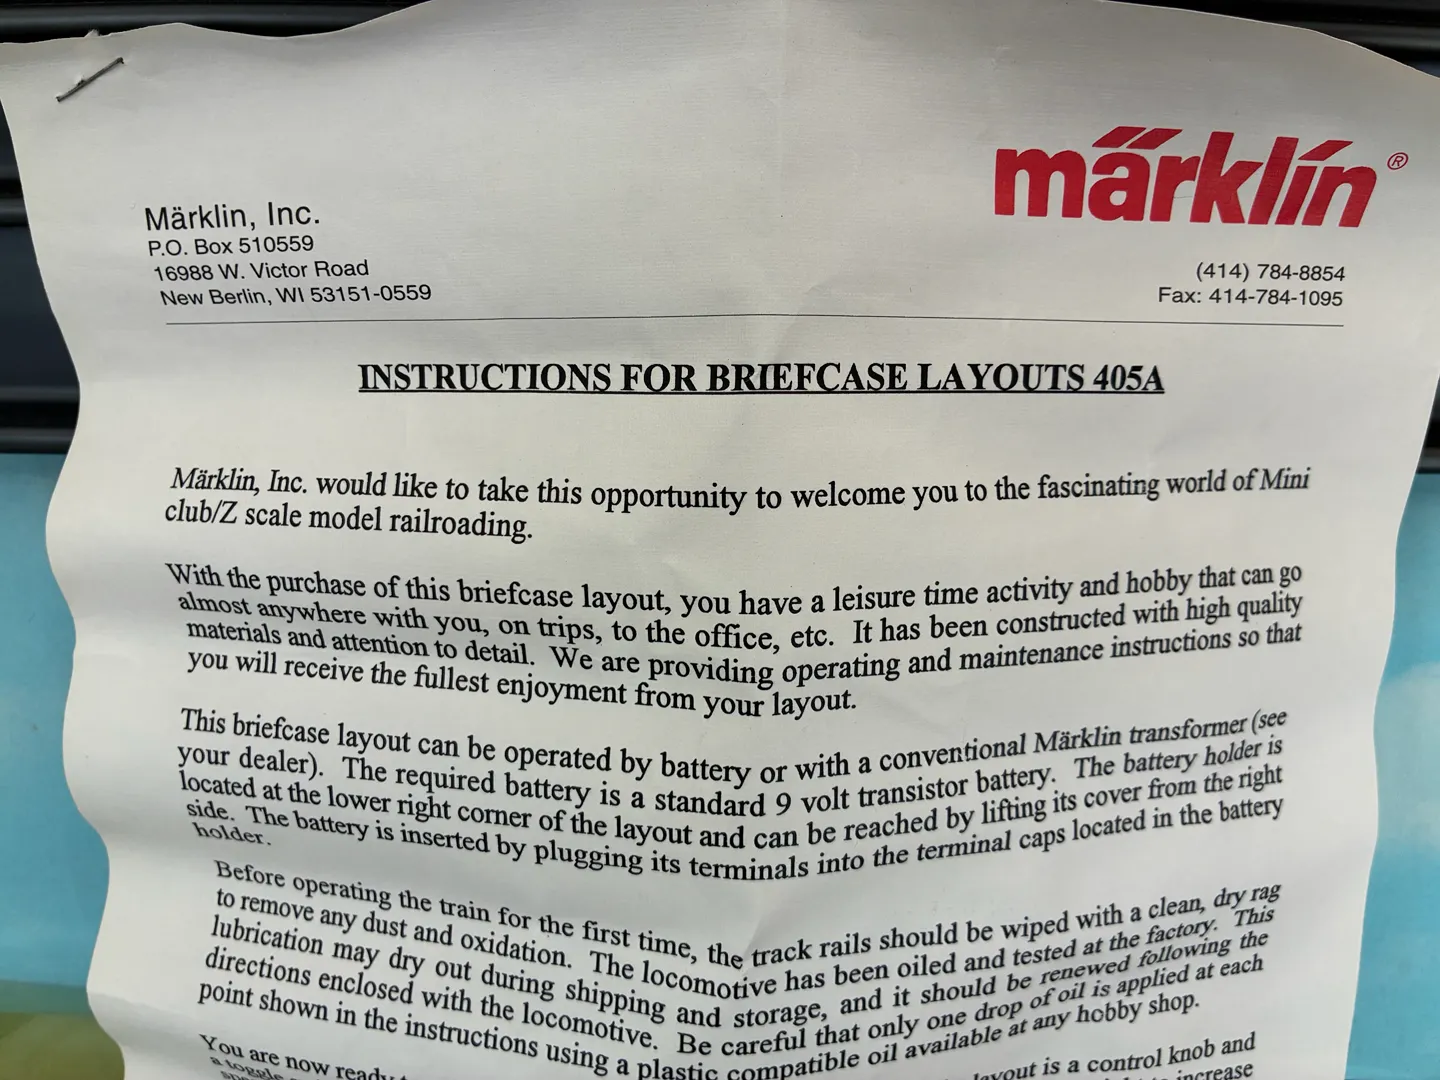 märklín®
Märklin, Inc.
P.O. Box 510559
16988 W. Victor Road
New Berlin, WI 53151-0559
(414) 784-8854
Fax: 414-784-1095
INSTRUCTIONS FOR BRIEFCASE LAYOUTS 405A
Märklin, Inc. would like to take this opportunity to welcome you to the fascinating world of Mini
club/Z scale model railroading.
With the purchase of this briefcase layout, you have a leisure time activity and hobby that can go
almost anywhere with you, on trips, to the office, etc. It has been constructed with high quality
materials and attention to detail. We are providing operating and maintenance instructions so that
you will receive the fullest enjoyment from your layout.
This briefcase layout can be operated by battery or with a conventional Märklin transformer (see
your dealer). The required battery is a standard 9 volt transistor battery. The battery holder is
located at the lower right corner of the layout and can be reached by lifting its cover from the right
side. The battery is inserted by plugging its terminals into the terminal caps located in the battery
holder.
Before operating the train for the first time, the track rails should be wiped with a clean, dry rag
to remove any dust and oxidation. The locomotive has been oiled and tested at the factory. This
lubrication may dry out during shipping and storage, and it should be renewed following the
directions enclosed with the locomotive. Be careful that only one drop of oil is applied at each
point shown in the instructions using a plastic compatible oil available at any hobby shop.
You are now ready layout is a control knob and
a toggle increase